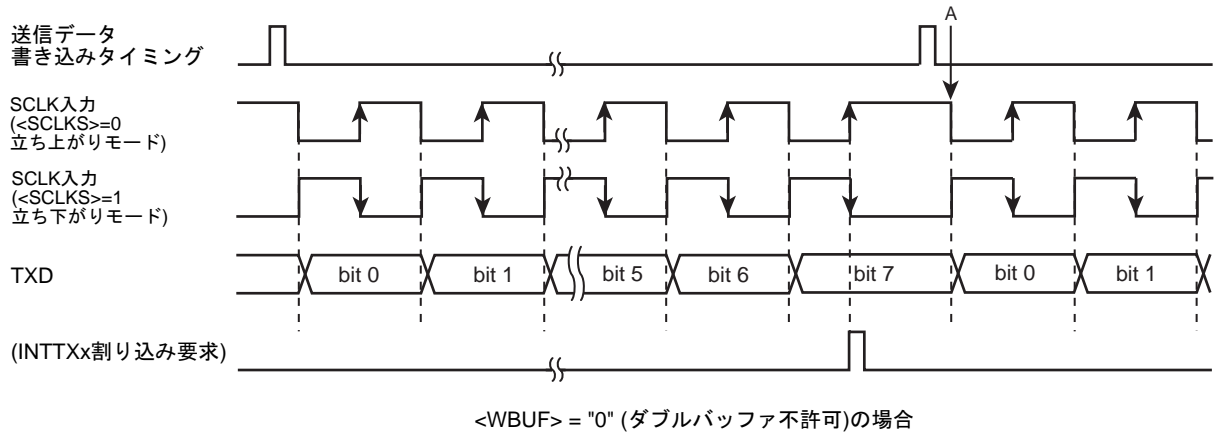 送信データ
書き込みタイミング
A
SCLK入力
(<SCLKS>=0
立ち上がりモード)
SCLK入力
(<SCLKS>=1
立ち下がりモード)
TXD
bit 0
bit 1
bit 5
bit 6
bit 7
bit 0
bit 1
(INTTXx割り込み要求)
<WBUF> = "0" (ダブルバッファ不許可)の場合